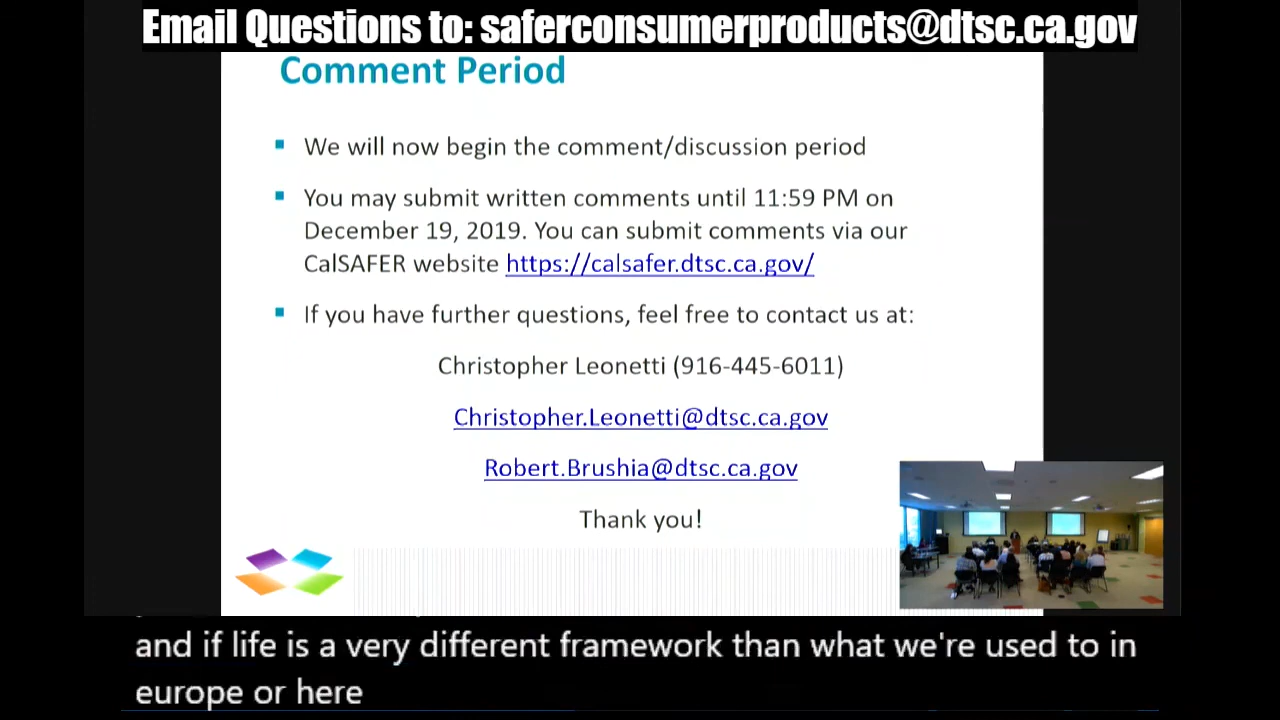 Email Questions to: saferconsumerproducts@dtsc.ca.gov
Comment Period
We will now begin the comment/discussion period
You may submit written comments until 11:59 PM on
December 19, 2019. You can submit comments via our
CalSAFER website https://calsafer.dtsc.ca.gov/
If you have further questions, feel free to contact us at:
Christopher Leonetti (916-445-6011)
Christopher.Leonetti@dtsc.ca.gov
Robert.Brushia@dtsc.ca.gov
Thank you!
and if life is a very different framework than what we're used to in
europe or here